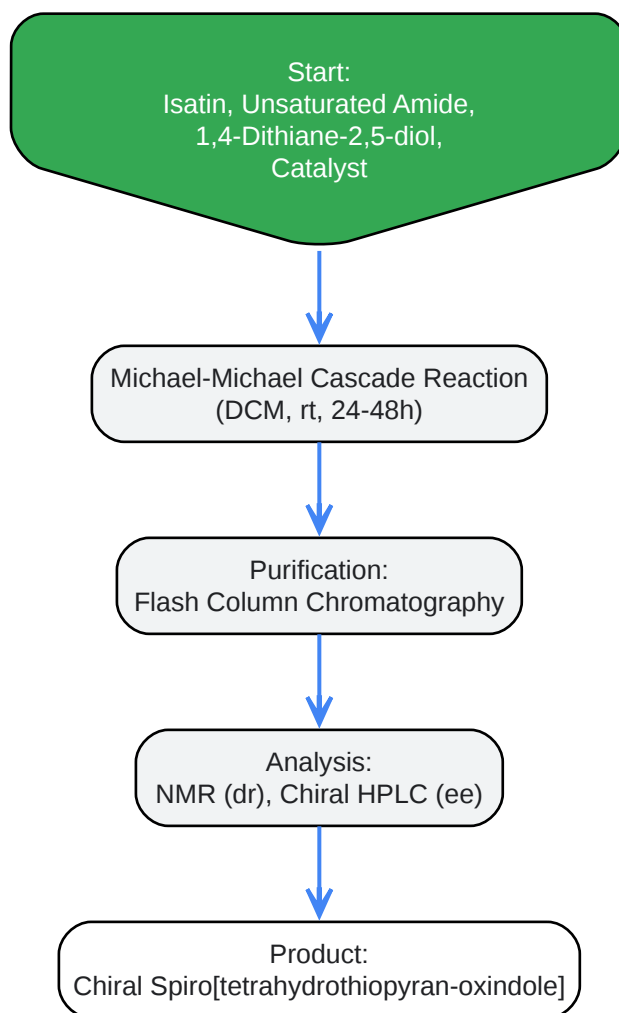 Start:
Isatin, Unsaturated Amide,
1,4-Dithiane-2,5-diol,
Catalyst
Michael-Michael Cascade Reaction
(DCM, rt, 24-48h)
Purification:
Flash Column Chromatography
Analysis:
NMR (dr), Chiral HPLC (ee)
Product:
Chiral Spiro[tetrahydrothiopyran-oxindole]